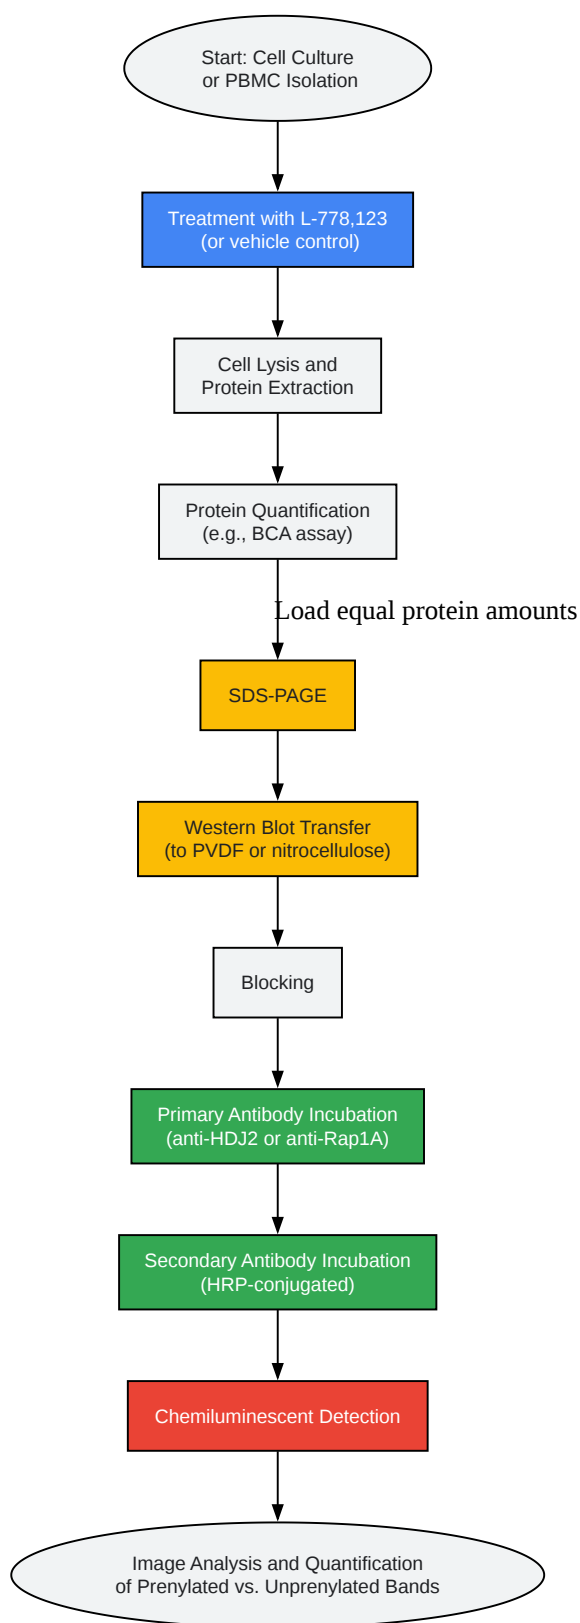 Start: Cell Culture
or PBMC Isolation
Treatment with L-778,123
(or vehicle control)
Cell Lysis and
Protein Extraction
Protein Quantification
(e.g., BCA assay)
Load equal protein amounts
SDS-PAGE
Western Blot Transfer
(to PVDF or nitrocellulose)
Blocking
Primary Antibody Incubation
(anti-HDJ2 or anti-Rap1A)
Secondary Antibody Incubation
(HRP-conjugated)
Chemiluminescent Detection
Image Analysis and Quantification
of Prenylated vs. Unprenylated Bands